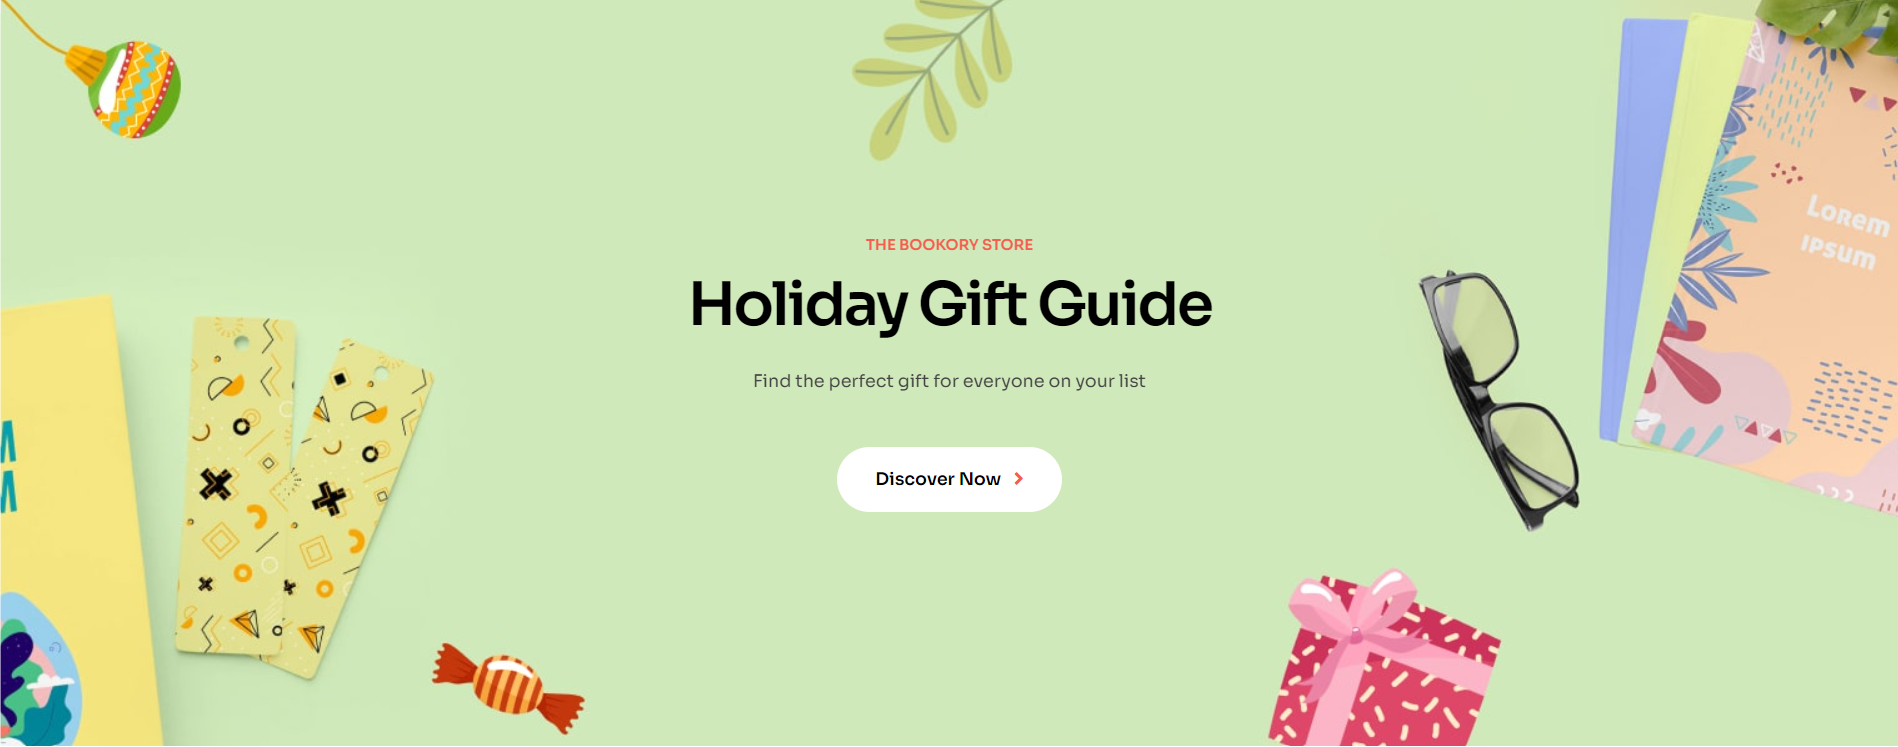 THE BOOKORY STORE
Holiday Gift Guide
Find the perfect gift for everyone on your list
Discover Now
Lorem
Ipsum
M
M